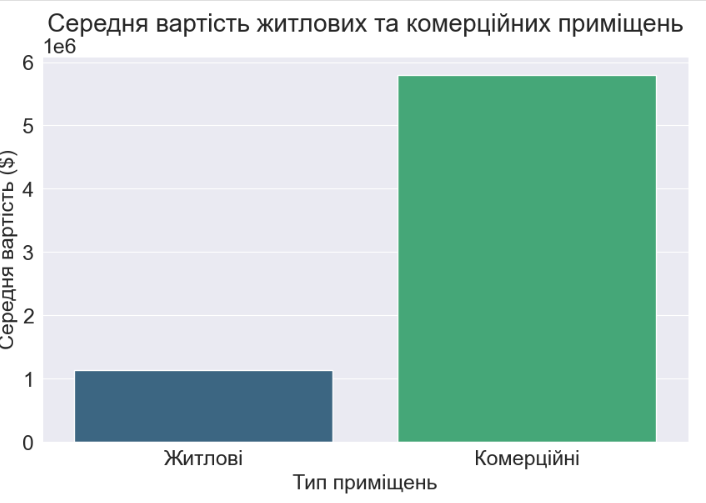 Середня вартість житлових та комерційних приміщень
1e6
6
5
4
3
2
1
0
Середня вартість ($)
Житлові
Комерційні
Тип приміщень